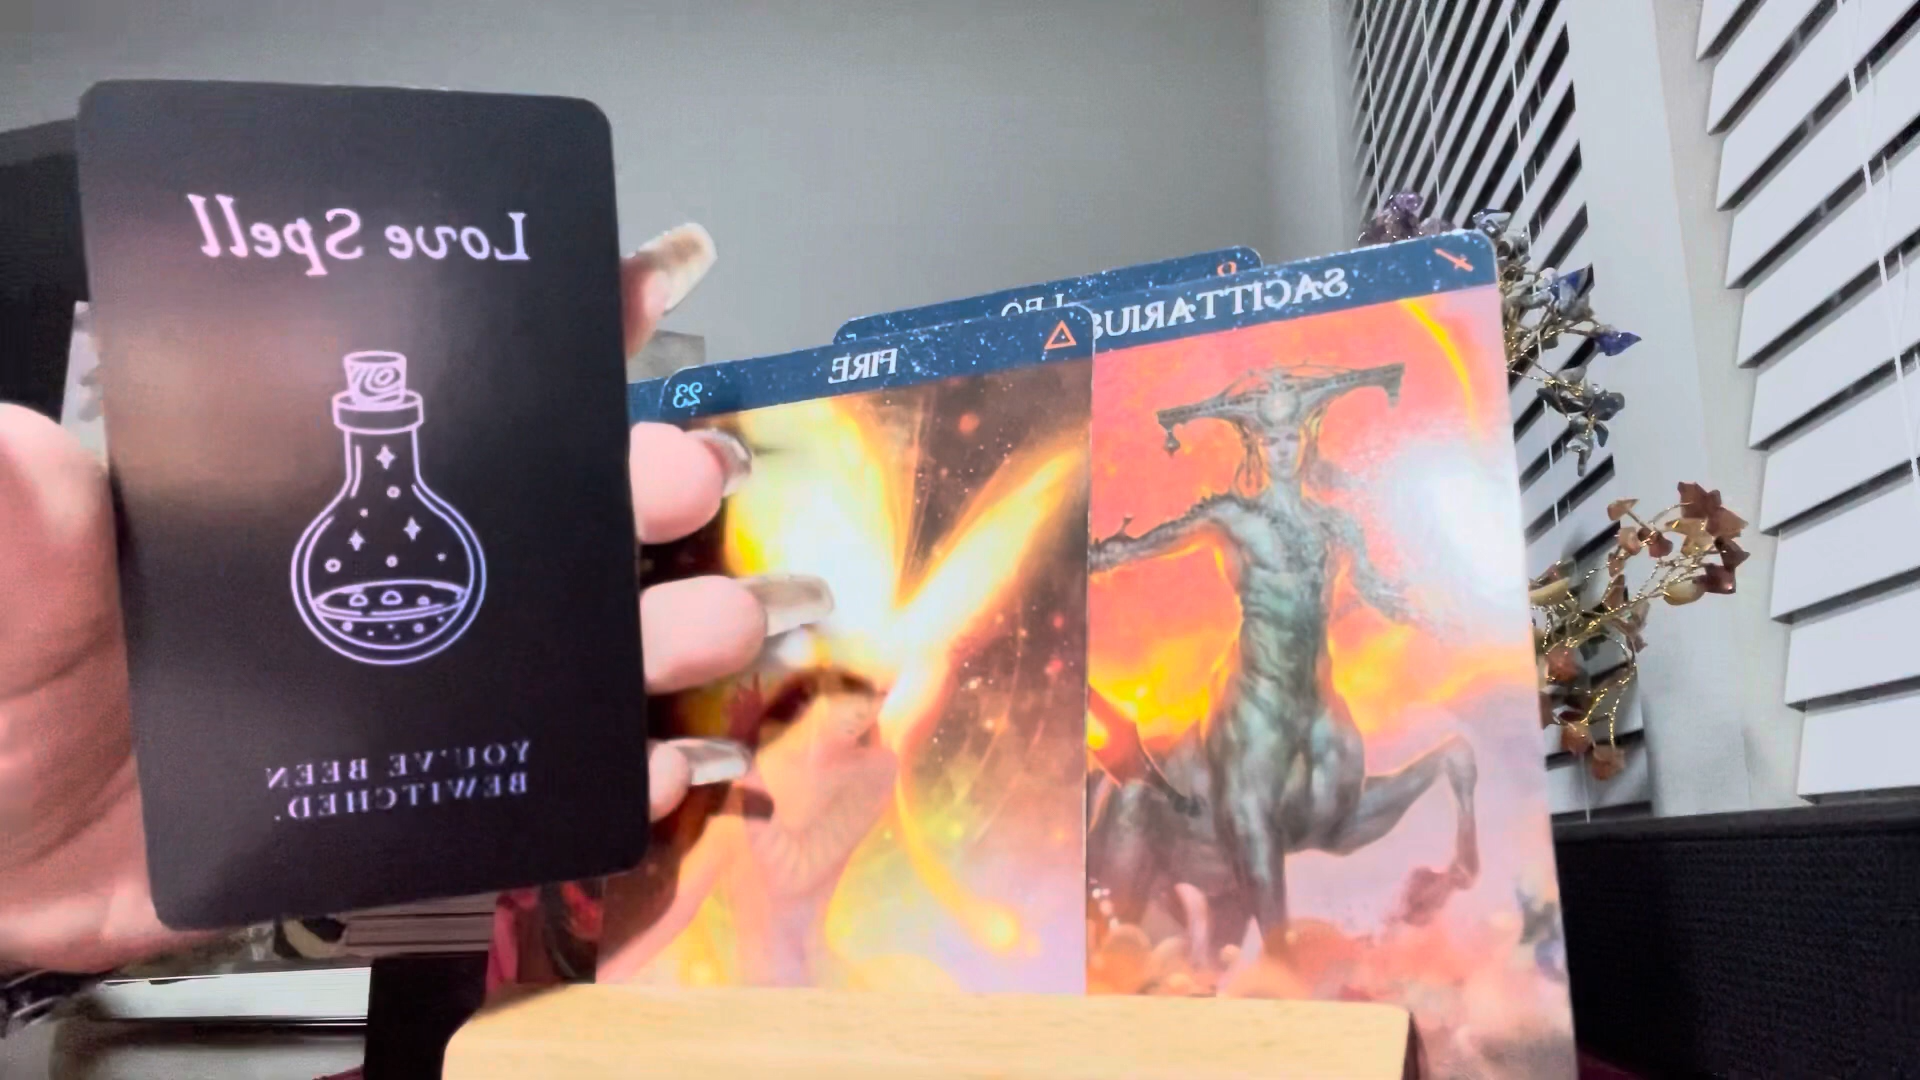 Love Spell
YOU'VE BEEN
BEWITCHED.
LEO
SAGITTARIUS
FIRE
23